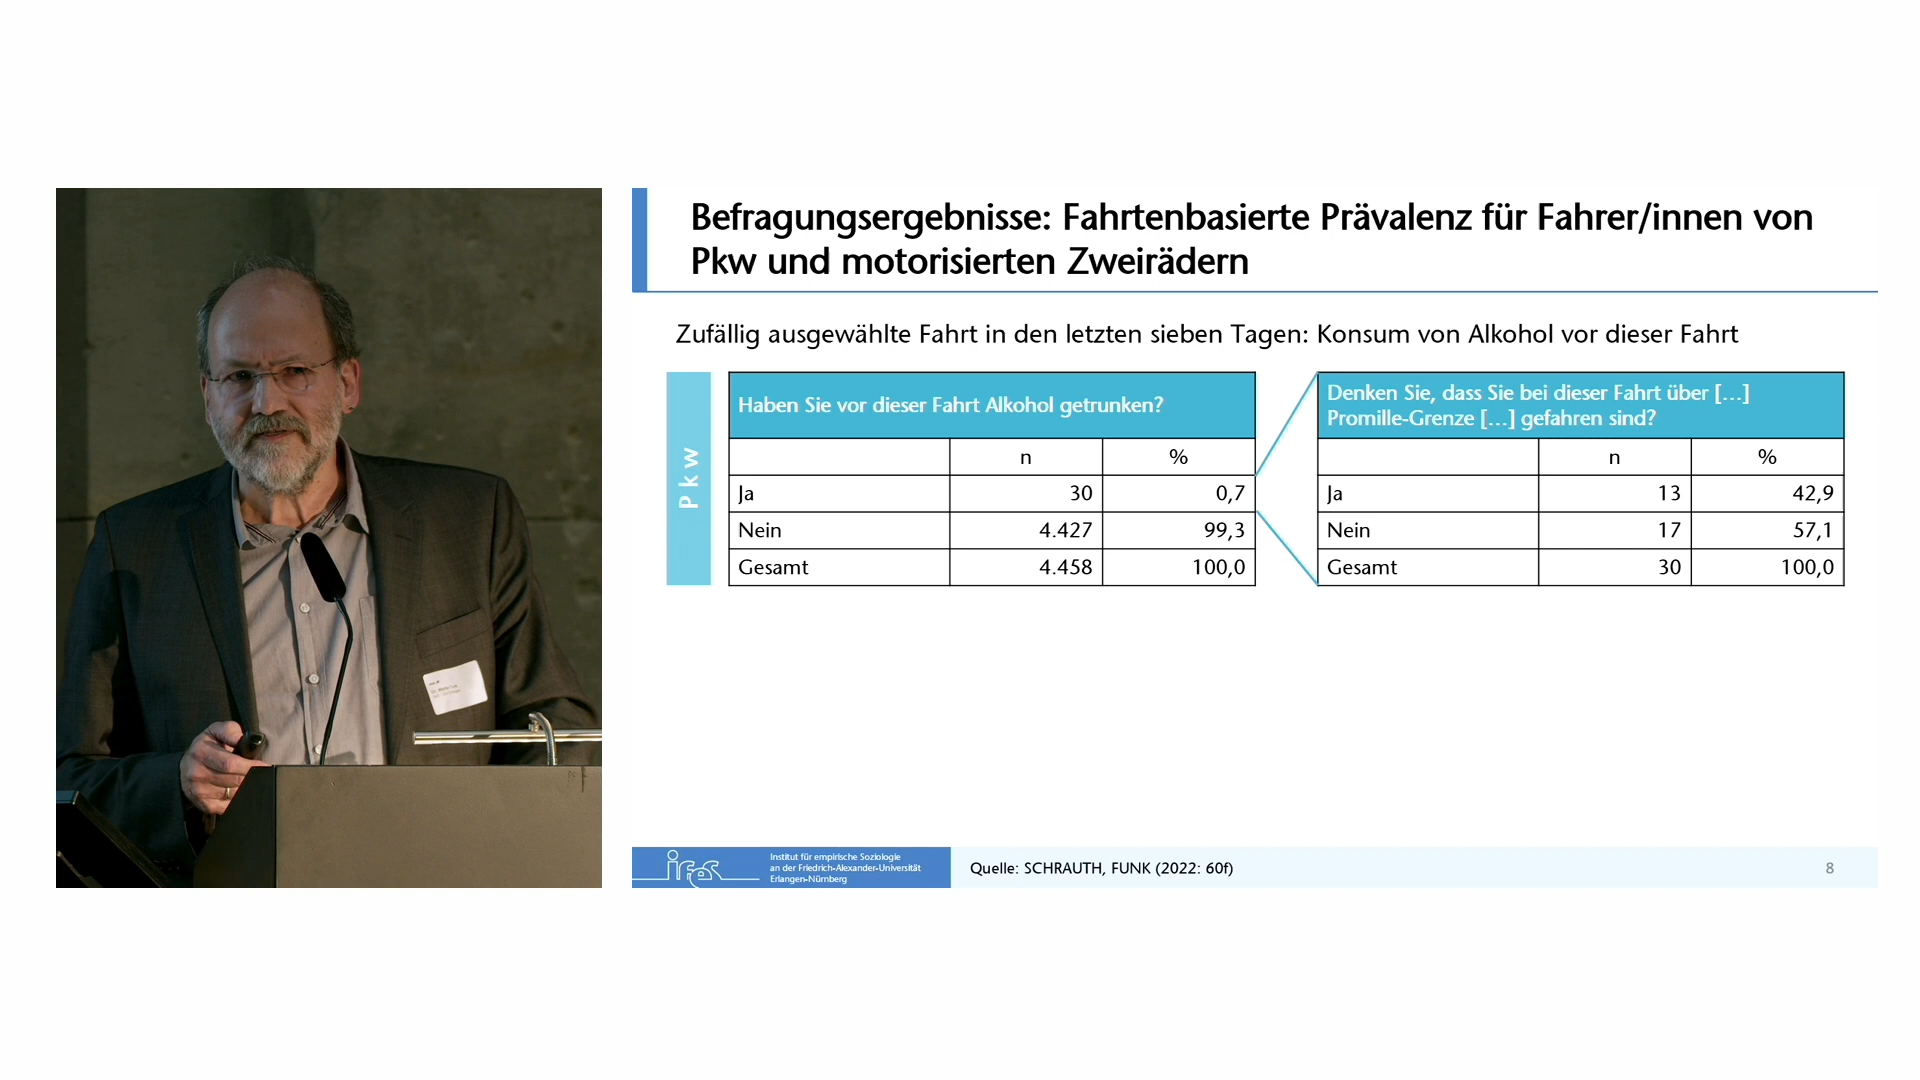 Befragungsergebnisse: Fahrtenbasierte Prävalenz für Fahrer/innen von
Pkw und motorisierten Zweirädern
Zufällig ausgewählte Fahrt in den letzten sieben Tagen: Konsum von Alkohol vor dieser Fahrt
Pkw
Haben Sie vor dieser Fahrt Alkohol getrunken?
n %
Ja 30 0,7
Nein 4.427 99,3
Gesamt 4.458 100,0
Denken Sie, dass Sie bei dieser Fahrt über [...]
Promille-Grenze [...] gefahren sind?
n %
Ja 13 42,9
Nein 17 57,1
Gesamt 30 100,0
ifes
Institut für empirische Soziologie
an der Friedrich-Alexander-Universität
Erlangen-Nürnberg
Quelle: SCHRAUTH, FUNK (2022: 60f)
8